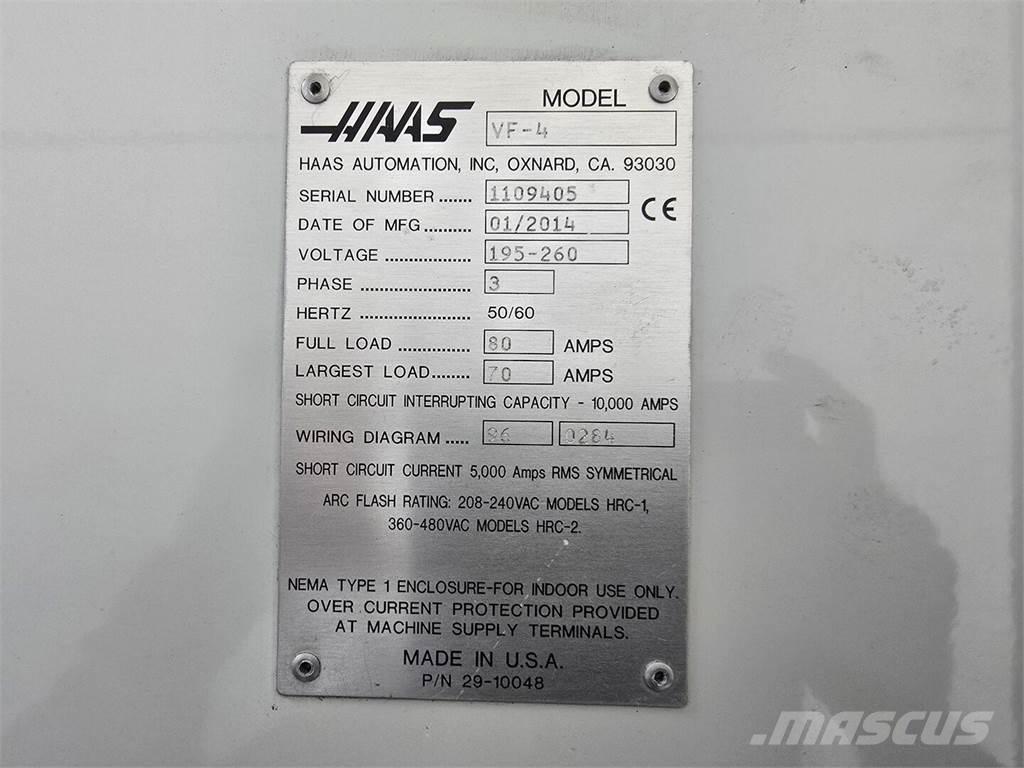 MODEL
HAAS VF-4
HAAS AUTOMATION, INC, OXNARD, CA. 93030
SERIAL NUMBER ....... 1109405
CE
DATE OF MFG .......... 01/2014
VOLTAGE .................. 195-260
PHASE ....................... 3
HERTZ ....................... 50/60
FULL LOAD ............... 80 AMPS
LARGEST LOAD........ 70 AMPS
SHORT CIRCUIT INTERRUPTING CAPACITY - 10,000 AMPS
WIRING DIAGRAM ..... 96 0284
SHORT CIRCUIT CURRENT 5,000 Amps RMS SYMMETRICAL
ARC FLASH RATING: 208-240VAC MODELS HRC-1,
360-480VAC MODELS HRC-2.
NEMA TYPE 1 ENCLOSURE-FOR INDOOR USE ONLY.
OVER CURRENT PROTECTION PROVIDED
AT MACHINE SUPPLY TERMINALS.
MADE IN U.S.A.
P/N 29-10048
MASCUS